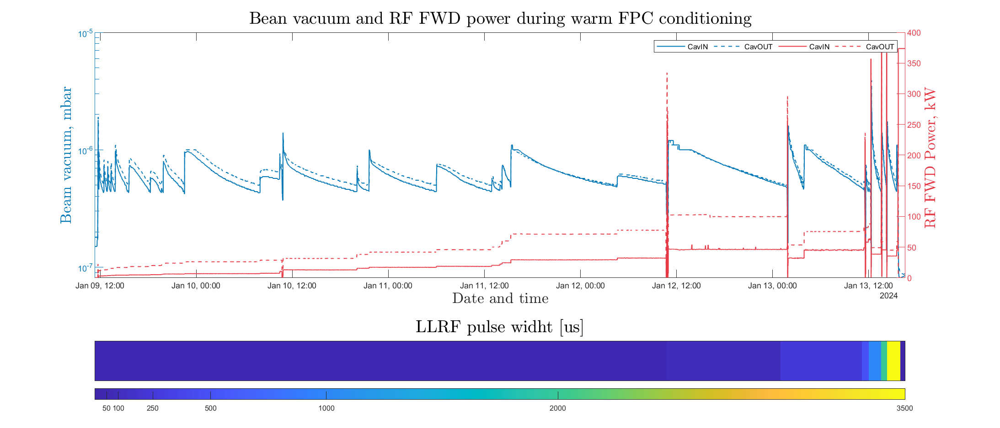 Bean vacuum and RF FWD power during warm FPC conditioning
10-5
10-6
10-7
Beam vacuum, mbar
CavIN CavOUT CavIN CavOUT
400
350
300
250
200
150
100
50
0
RF FWD Power, kW
Jan 09, 12:00 Jan 10, 00:00 Jan 10, 12:00 Jan 11, 00:00 Jan 11, 12:00 Jan 12, 00:00 Jan 12, 12:00 Jan 13, 00:00 Jan 13, 12:00
2024
Date and time
LLRF pulse widht [us]
50 100 250 500 1000 2000 3500